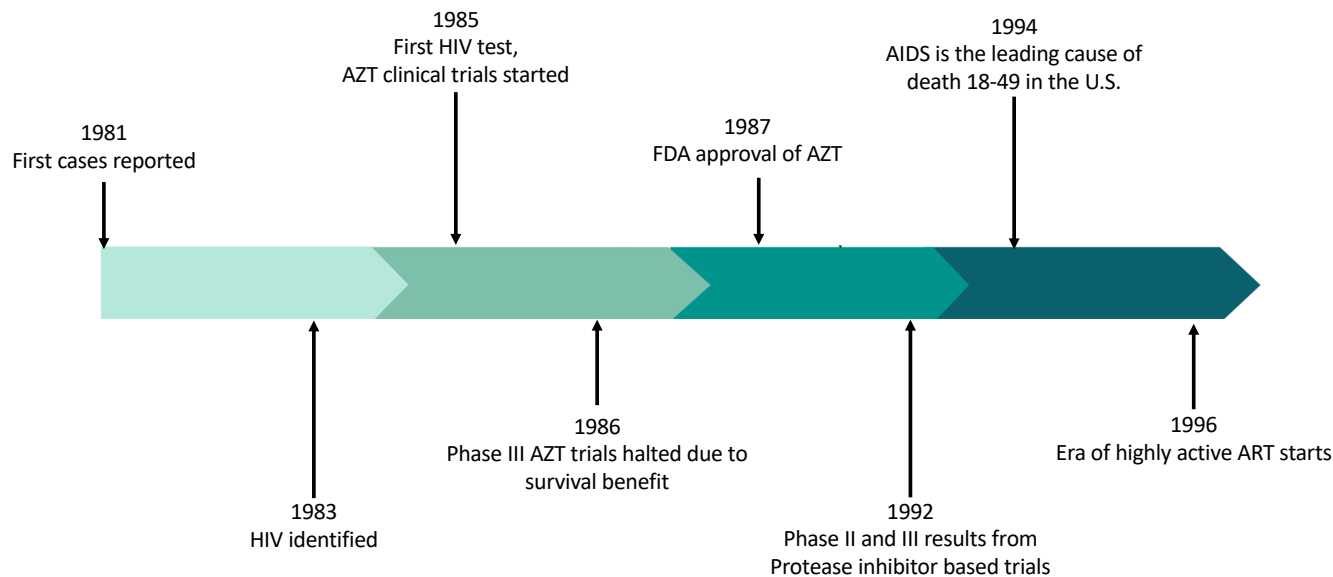 1981
First cases reported
1983
HIV identified
1985
First HIV test,
AZT clinical trials started
1986
Phase III AZT trials halted due to
survival benefit
1987
FDA approval of AZT
1992
Phase II and III results from
Protease inhibitor based trials
1994
AIDS is the leading cause of
death 18-49 in the U.S.
1996
Era of highly active ART starts